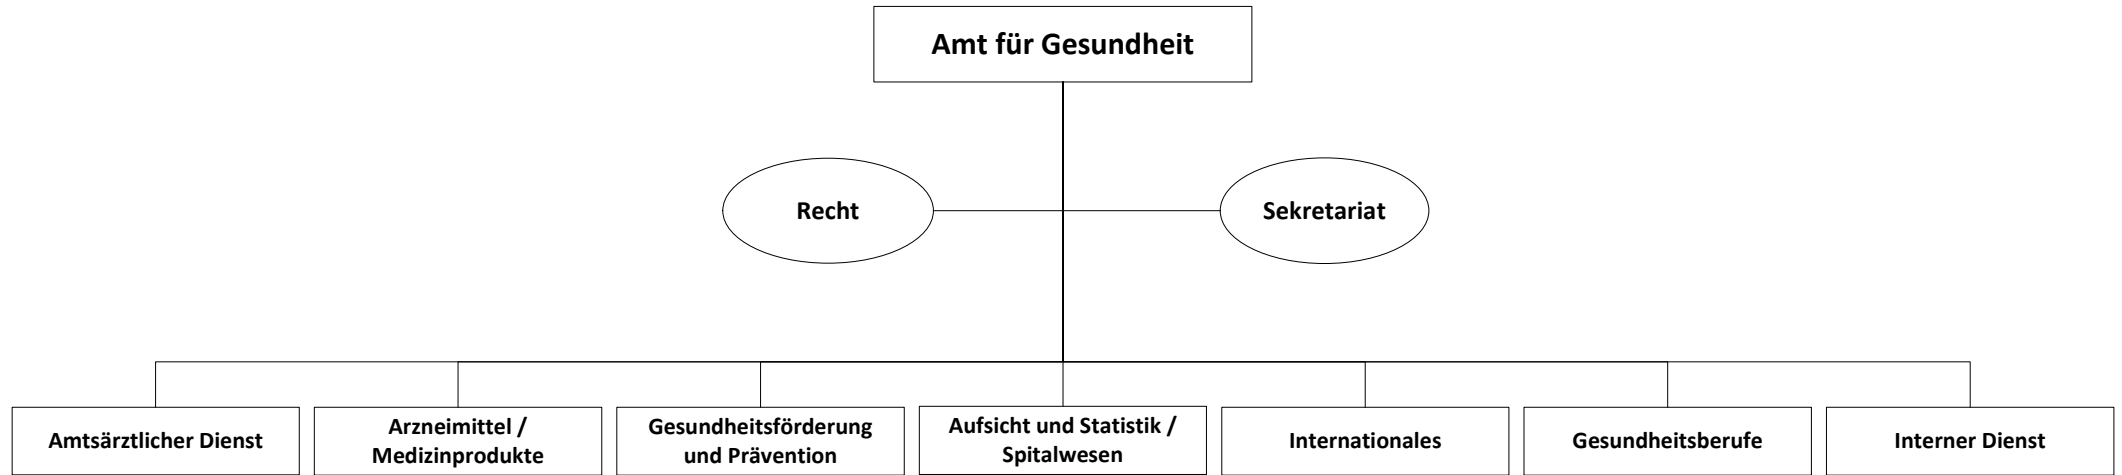 Amt für Gesundheit
Recht
Sekretariat
Amtsärztlicher Dienst
Arzneimittel /
Medizinprodukte
Gesundheitsförderung
und Prävention
Aufsicht und Statistik /
Spitalwesen
Internationales
Gesundheitsberufe
Interner Dienst